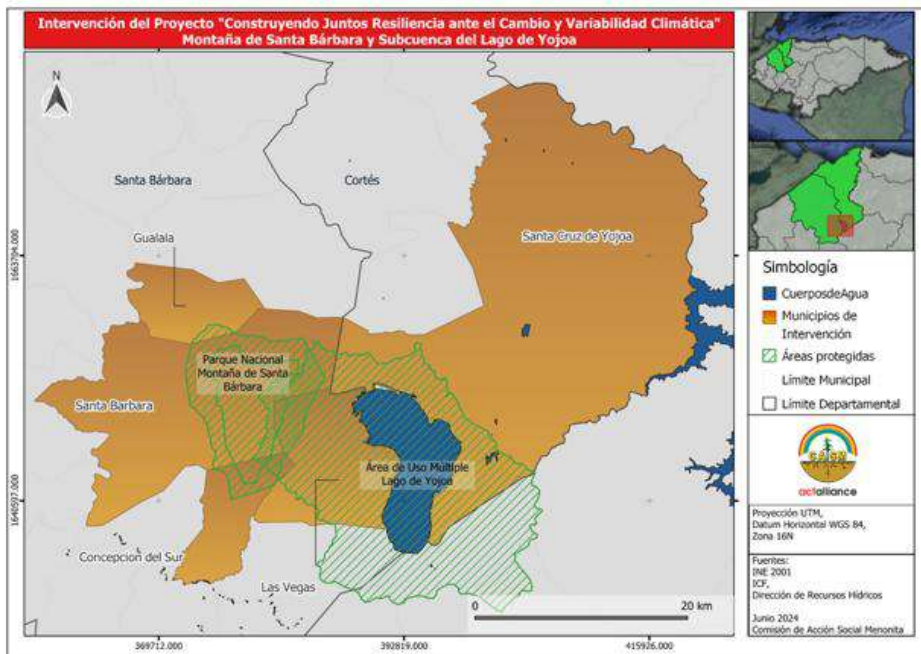 Intervención del Proyecto "Construyendo Juntos Resiliencia ante el Cambio y Variabilidad Climática"
Montaña de Santa Bárbara y Subcuenca del Lago de Yojoa
N
Santa Bárbara
Cortés
Gualala
Santa Cruz de Yojoa
Parque Nacional
Montaña de Santa
Bárbara
Santa Barbara
Área de Uso Múltiple
Lago de Yojoa
Concepcion del Sur
Las Vegas
0
20 km
1663704.000
1640597.000
369712.000
392819.000
415926.000
Simbología
CuerposdeAgua
Municipios de
Intervención
Áreas protegidas
Límite Municipal
Límite Departamental
actalliance
Proyección UTM,
Datum Horizontal WGS 84,
Zona 16N
Fuentes:
INE 2001
ICF,
Dirección de Recursos Hídricos
Junio 2024
Comisión de Acción Social Menonita